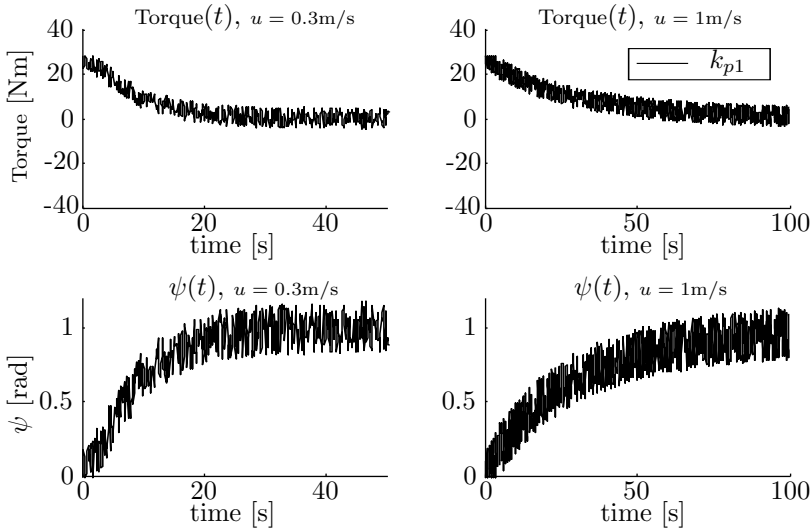 Torque(t), u = 0.3m/s
40
20
0
-20
-40
Torque [Nm]
0 20 40
time [s]
Torque(t), u = 1m/s
k_{p1}
40
20
0
-20
-40
0 50 100
time [s]
ψ(t), u = 0.3m/s
1
0.5
0
ψ [rad]
0 20 40
time [s]
ψ(t), u = 1m/s
1
0.5
0
0 50 100
time [s]